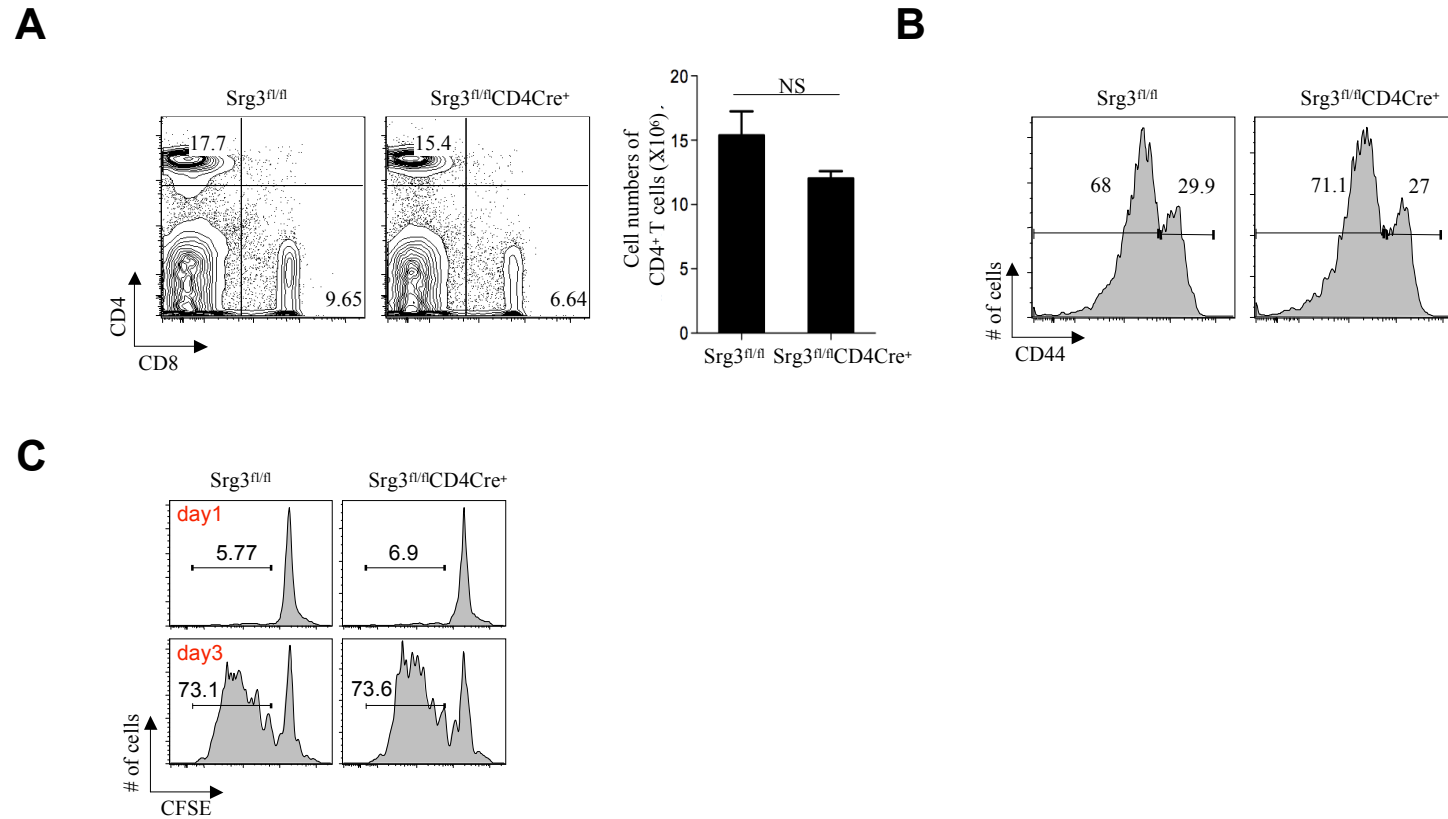 A
B
Srg3fl/fl
Srg3fl/flCD4Cre+
17.7
15.4
9.65
6.64
CD4
CD8
20
15
10
5
0
NS
Cell numbers of
CD4+ T cells (X10⁶).
Srg3fl/fl
Srg3fl/flCD4Cre+
Srg3fl/fl
Srg3fl/flCD4Cre+
68
29.9
71.1
27
# of cells
CD44
C
Srg3fl/fl
Srg3fl/flCD4Cre+
day1
5.77
6.9
day3
73.1
73.6
# of cells
CFSE